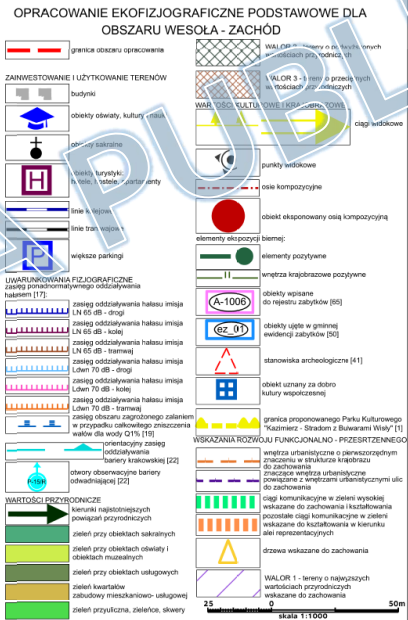 OPRACOWANIE EKOFIZJOGRAFICZNE PODSTAWOWE DLA
OBSZARU WESOŁA - ZACHÓD
granica obszaru opracowania
ZAINWESTOWANIE I UŻYTKOWANIE TERENÓW
budynki
obiekty oświaty, kultury i nauki
obiekty sakralne
H
obiekty turystyki:
hotele, hostele, apartamenty
linie kolejowe
linie tramwajowe
P
większe parkingi
UWARUNKOWANIA FIZJOGRAFICZNE
zasięg ponadnormatywnego oddziaływania
hałasem [17]:
zasięg oddziaływania hałasu imisja
LN 65 dB - drogi
zasięg oddziaływania hałasu imisja
LN 65 dB - kolej
zasięg oddziaływania hałasu imisja
LN 65 dB - tramwaj
zasięg oddziaływania hałasu imisja
Ldwn 70 dB - drogi
zasięg oddziaływania hałasu imisja
Ldwn 70 dB - kolej
zasięg oddziaływania hałasu imisja
Ldwn 70 dB - tramwaj
zasięg obszaru zagrożonego zalaniem
w przypadku całkowitego zniszczenia
wałów dla wody Q1% [19]
orientacyjny zasięg
oddziaływania
bariery krakowskiej [22]
P-15/R
otwory obserwacyjne bariery
odwadniającej [22]
WARTOŚCI PRZYRODNICZE
kierunki najistotniejszych
powiązań przyrodniczych
zieleń przy obiektach sakralnych
zieleń przy obiektach oświaty i
obiektach muzealnych
zieleń przy obiektach usługowych
zieleń kwartałów
zabudowy mieszkaniowo- usługowej
zieleń przyuliczna, zieleńce, skwery
WALOR 2 - tereny o podwyższonych
wartościach przyrodniczych
WALOR 3 - tereny o przeciętnych
wartościach przyrodniczych
WARTOŚCI KULTUROWE I KRAJOBRAZOWE
ciągi widokowe
punkty widokowe
osie kompozycyjne
obiekt eksponowany osią kompozycyjną
elementy ekspozycji biernej:
elementy pozytywne
wnętrza krajobrazowe pozytywne
A-1006
obiekty wpisane
do rejestru zabytków [65]
ez_01
obiekty ujęte w gminnej
ewidencji zabytków [50]
stanowiska archeologiczne [41]
obiekt uznany za dobro
kultury współczesnej
granica proponowanego Parku Kulturowego
"Kazimierz - Stradom z Bulwarami Wisły" [1]
WSKAZANIA ROZWOJU FUNKCJONALNO - PRZESTRZENNEGO
wnętrza urbanistyczne o pierwszorzędnym
znaczeniu w strukturze krajobrazu
do zachowania
znaczące wnętrza urbanistyczne
powiązane z wnętrzami urbanistycznymi ulic
do zachowania
ciągi komunikacyjne w zieleni wysokiej
wskazane do zachowania i kształtowania
pozostałe ciągi komunikacyjne w zieleni
wskazane do kształtowania w kierunku
alei reprezentacyjnych
drzewa wskazane do zachowania
WALOR 1 - tereny o najwyższych
wartościach przyrodniczych
wskazane do zachowania
25 0 50m
skala 1:1000